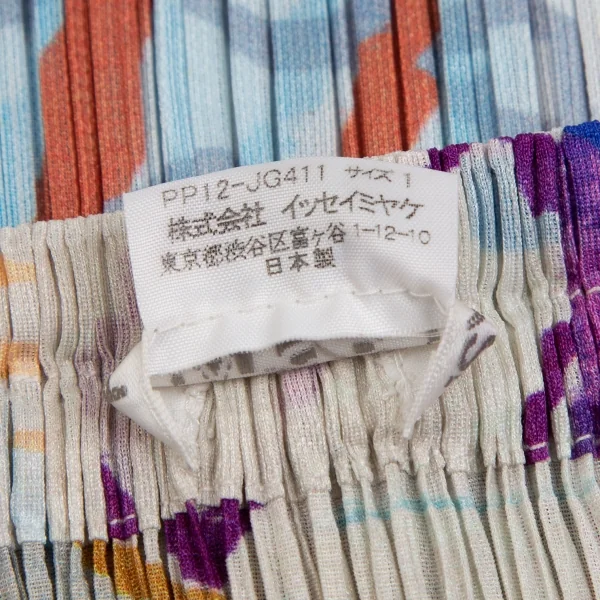 PP12-JG411 サイズ 1
株式会社 イッセイミヤケ
東京都渋谷区富ヶ谷1-12-10
日本製